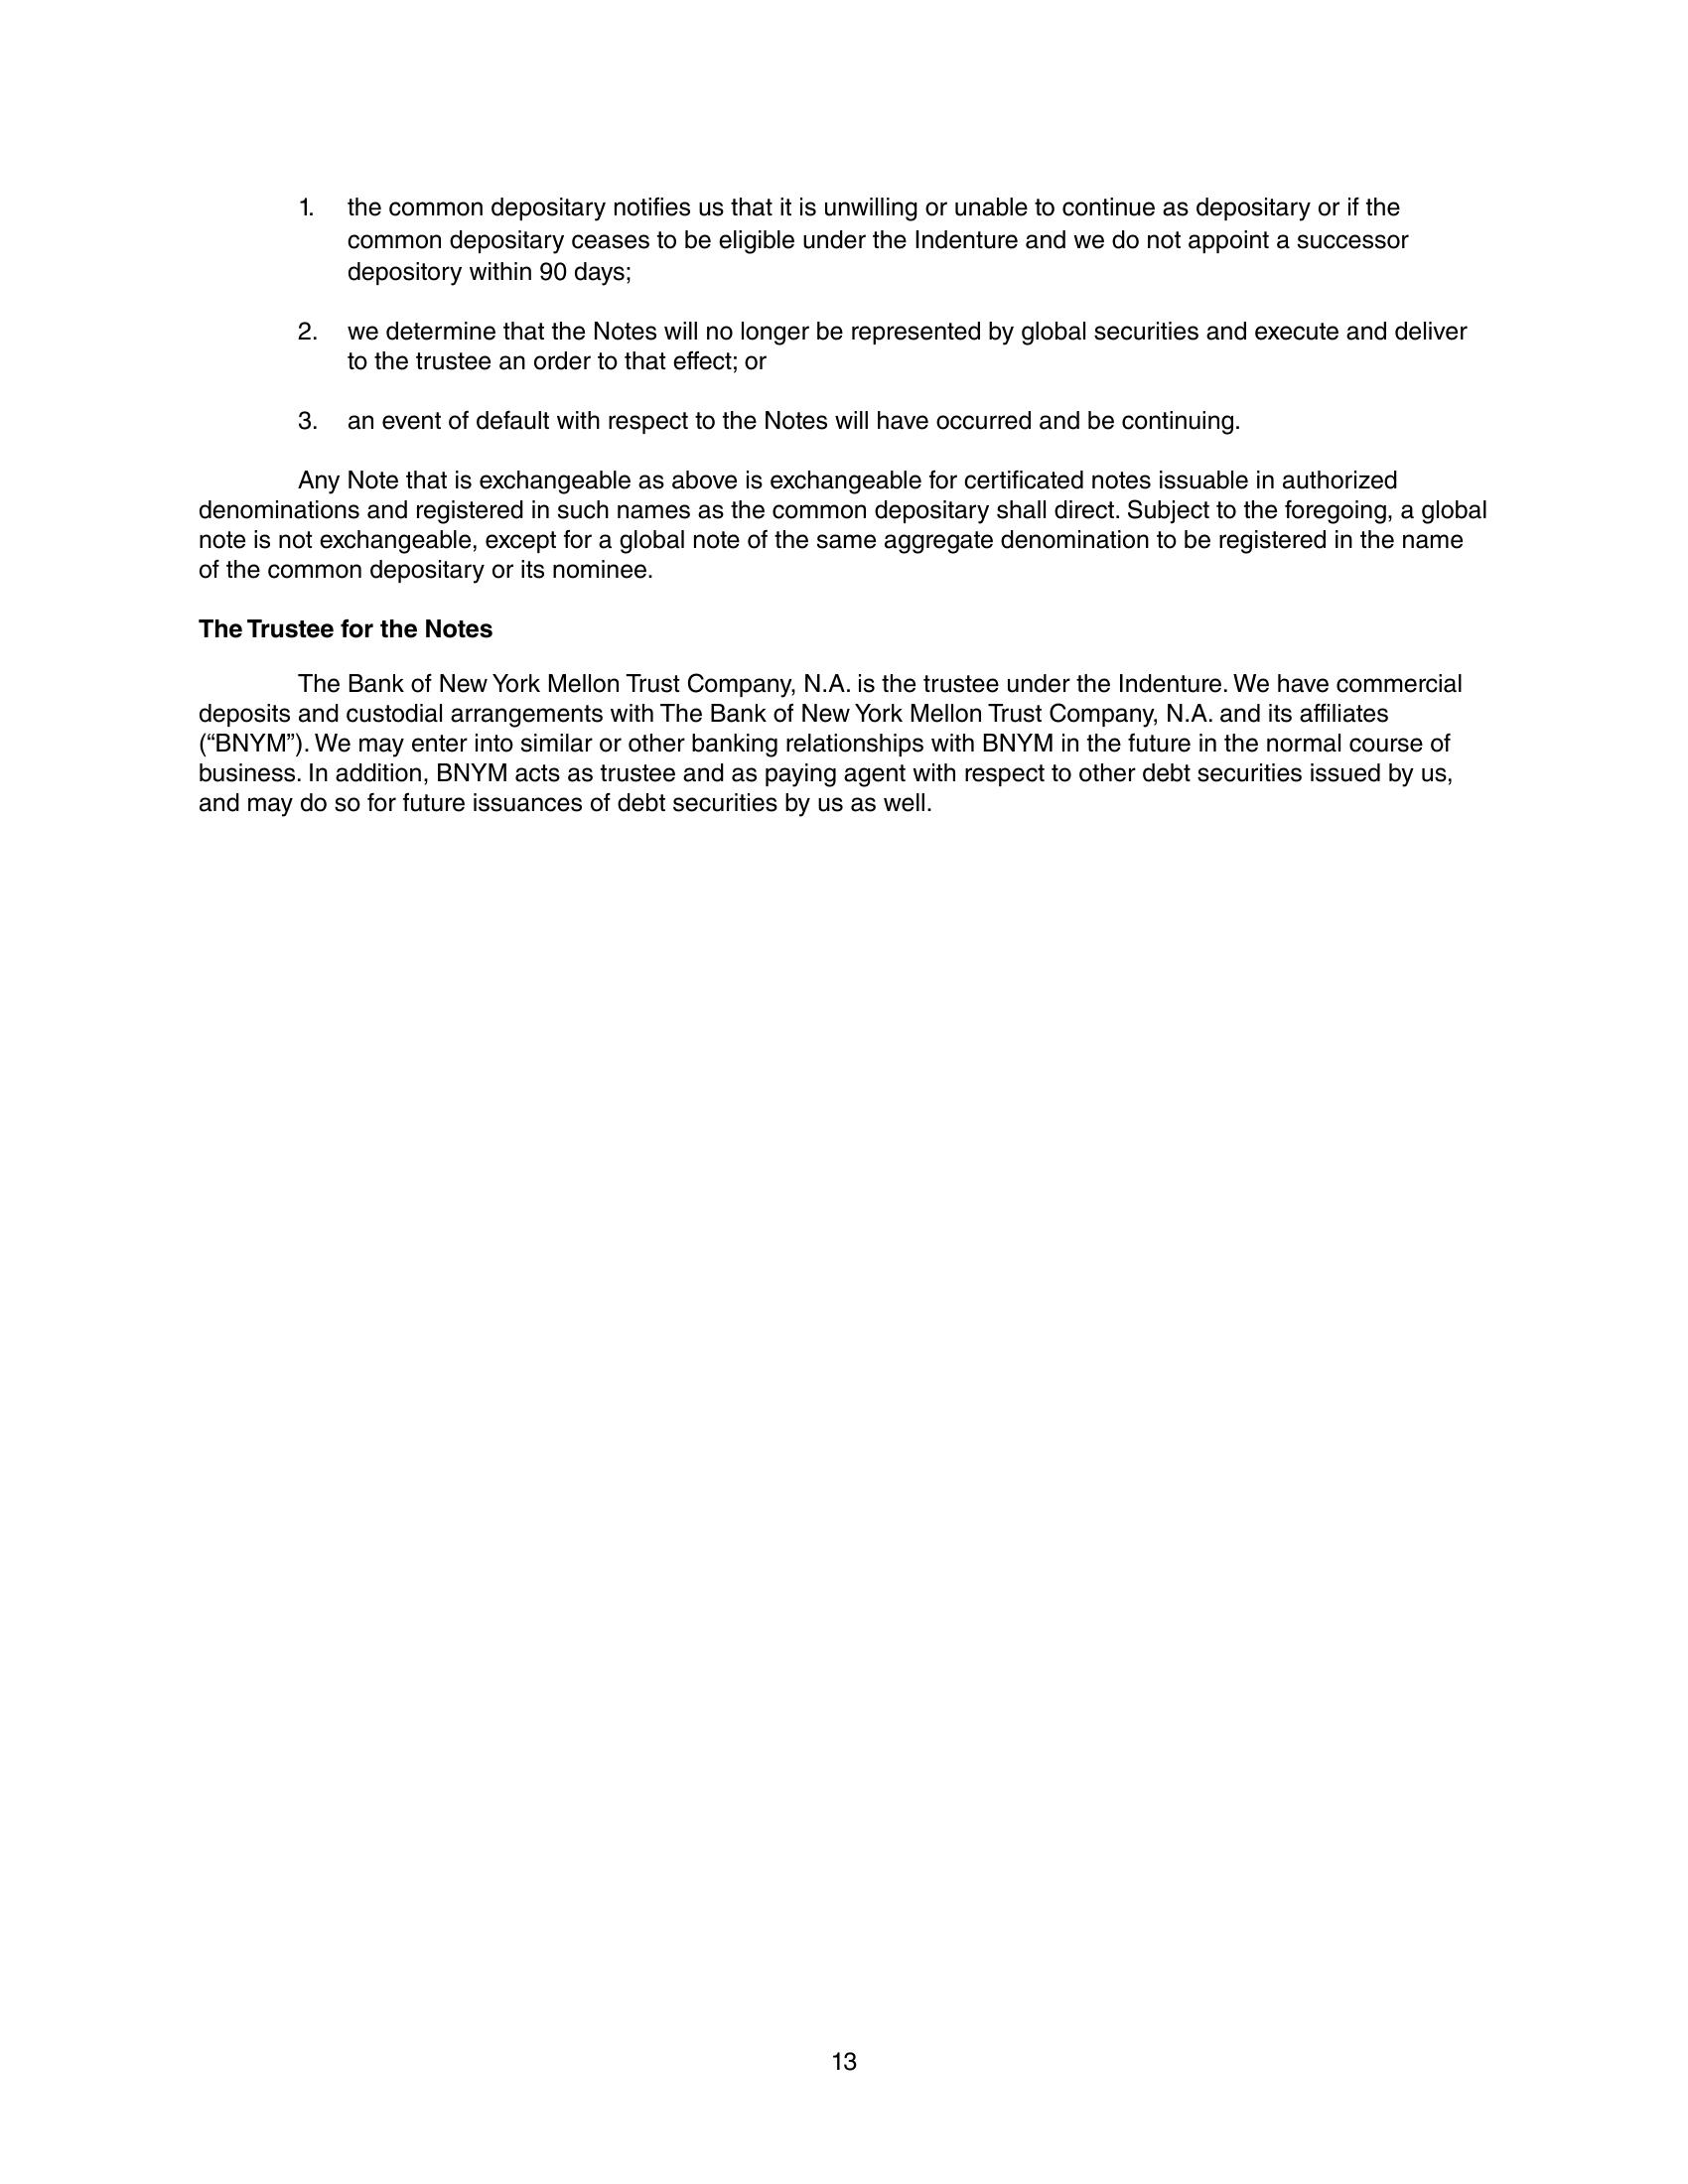 1. the common depositary notifies us that it is unwilling or unable to continue as depositary or if the
common depositary ceases to be eligible under the Indenture and we do not appoint a successor
depository within 90 days;
2. we determine that the Notes will no longer be represented by global securities and execute and deliver
to the trustee an order to that effect; or
3. an event of default with respect to the Notes will have occurred and be continuing.
Any Note that is exchangeable as above is exchangeable for certificated notes issuable in authorized
denominations and registered in such names as the common depositary shall direct. Subject to the foregoing, a global
note is not exchangeable, except for a global note of the same aggregate denomination to be registered in the name
of the common depositary or its nominee.
The Trustee for the Notes
The Bank of New York Mellon Trust Company, N.A. is the trustee under the Indenture. We have commercial
deposits and custodial arrangements with The Bank of New York Mellon Trust Company, N.A. and its affiliates
(“BNYM”). We may enter into similar or other banking relationships with BNYM in the future in the normal course of
business. In addition, BNYM acts as trustee and as paying agent with respect to other debt securities issued by us,
and may do so for future issuances of debt securities by us as well.
13